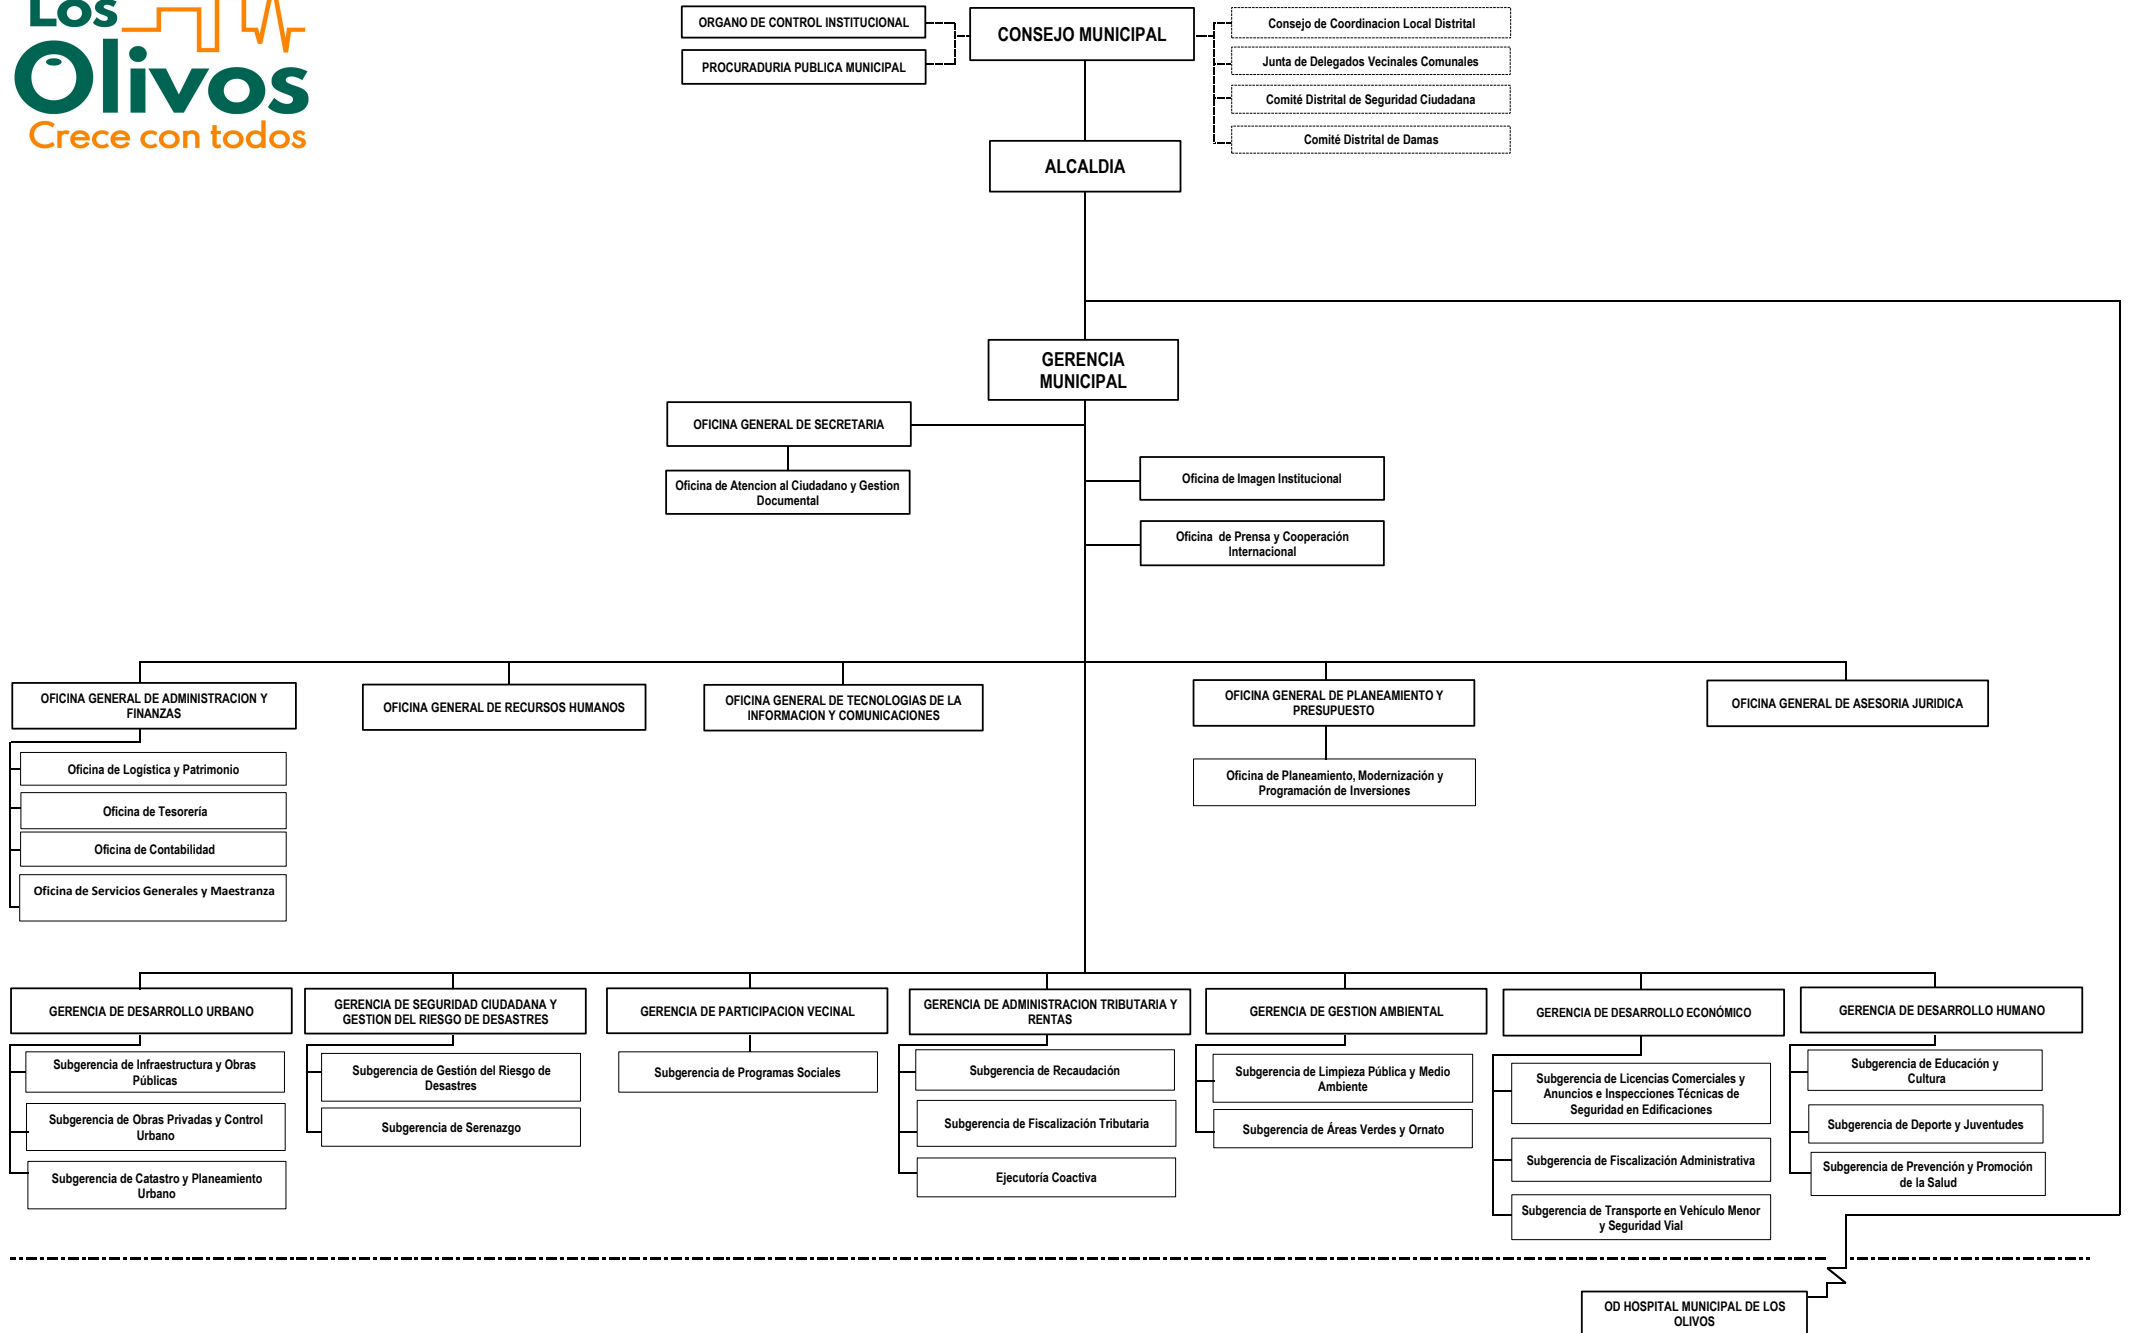 Los
Olivos
Crece con todos
ORGANO DE CONTROL INSTITUCIONAL
PROCURADURIA PUBLICA MUNICIPAL
CONSEJO MUNICIPAL
Consejo de Coordinacion Local Distrital
Junta de Delegados Vecinales Comunales
Comité Distrital de Seguridad Ciudadana
Comité Distrital de Damas
ALCALDIA
GERENCIA
MUNICIPAL
OFICINA GENERAL DE SECRETARIA
Oficina de Atencion al Ciudadano y Gestion
Documental
Oficina de Imagen Institucional
Oficina de Prensa y Cooperación
Internacional
OFICINA GENERAL DE ADMINISTRACION Y
FINANZAS
Oficina de Logística y Patrimonio
Oficina de Tesorería
Oficina de Contabilidad
Oficina de Servicios Generales y Maestranza
OFICINA GENERAL DE RECURSOS HUMANOS
OFICINA GENERAL DE TECNOLOGIAS DE LA
INFORMACION Y COMUNICACIONES
OFICINA GENERAL DE PLANEAMIENTO Y
PRESUPUESTO
Oficina de Planeamiento, Modernización y
Programación de Inversiones
OFICINA GENERAL DE ASESORIA JURIDICA
GERENCIA DE DESARROLLO URBANO
Subgerencia de Infraestructura y Obras
Públicas
Subgerencia de Obras Privadas y Control
Urbano
Subgerencia de Catastro y Planeamiento
Urbano
GERENCIA DE SEGURIDAD CIUDADANA Y
GESTION DEL RIESGO DE DESASTRES
Subgerencia de Gestión del Riesgo de
Desastres
Subgerencia de Serenazgo
GERENCIA DE PARTICIPACION VECINAL
Subgerencia de Programas Sociales
GERENCIA DE ADMINISTRACION TRIBUTARIA Y
RENTAS
Subgerencia de Recaudación
Subgerencia de Fiscalización Tributaria
Ejecutoría Coactiva
GERENCIA DE GESTION AMBIENTAL
Subgerencia de Limpieza Pública y Medio
Ambiente
Subgerencia de Áreas Verdes y Ornato
GERENCIA DE DESARROLLO ECONÓMICO
Subgerencia de Licencias Comerciales y
Anuncios e Inspecciones Técnicas de
Seguridad en Edificaciones
Subgerencia de Fiscalización Administrativa
Subgerencia de Transporte en Vehículo Menor
y Seguridad Vial
GERENCIA DE DESARROLLO HUMANO
Subgerencia de Educación y
Cultura
Subgerencia de Deporte y Juventudes
Subgerencia de Prevención y Promoción
de la Salud
OD HOSPITAL MUNICIPAL DE LOS
OLIVOS